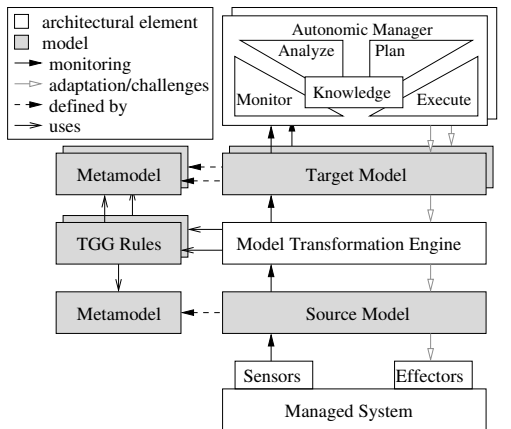 architectural element
model
monitoring
adaptation/challenges
defined by
uses
Autonomic Manager
Analyze
Plan
Monitor
Knowledge
Execute
Metamodel
Target Model
TGG Rules
Model Transformation Engine
Metamodel
Source Model
Sensors
Effectors
Managed System